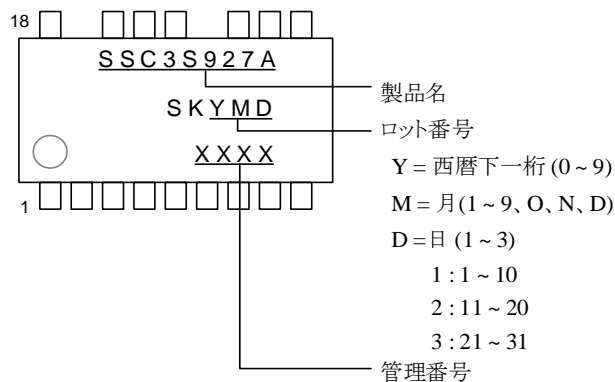 18
SSC3S927A
製品名
SKYMD
ロット番号
XXXX
Y = 西暦下一桁 (0 ~ 9)
1
M = 月(1 ~ 9、O、N、D)
D =日 (1 ~ 3)
1 : 1 ~ 10
2 : 11 ~ 20
3 : 21 ~ 31
管理番号